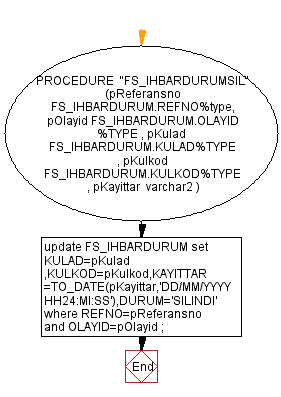 PROCEDURE "FS_IHBARDURUMSIL"
(pReferansno
FS_IHBARDURUM.REFNO%type,
pOlayid FS_IHBARDURUM.OLAYID
%TYPE , pKulad
FS_IHBARDURUM.KULAD%TYPE
, pKulkod
FS_IHBARDURUM.KULKOD%TYPE
, pKayittar varchar2 )
update FS_IHBARDURUM set
KULAD=pKulad
,KULKOD=pKulkod,KAYITTAR
=TO_DATE(pKayittar,'DD/MM/YYYY
HH24:MI:SS'),DURUM='SILINDI'
where REFNO=pReferansno
and OLAYID=pOlayid ;
End